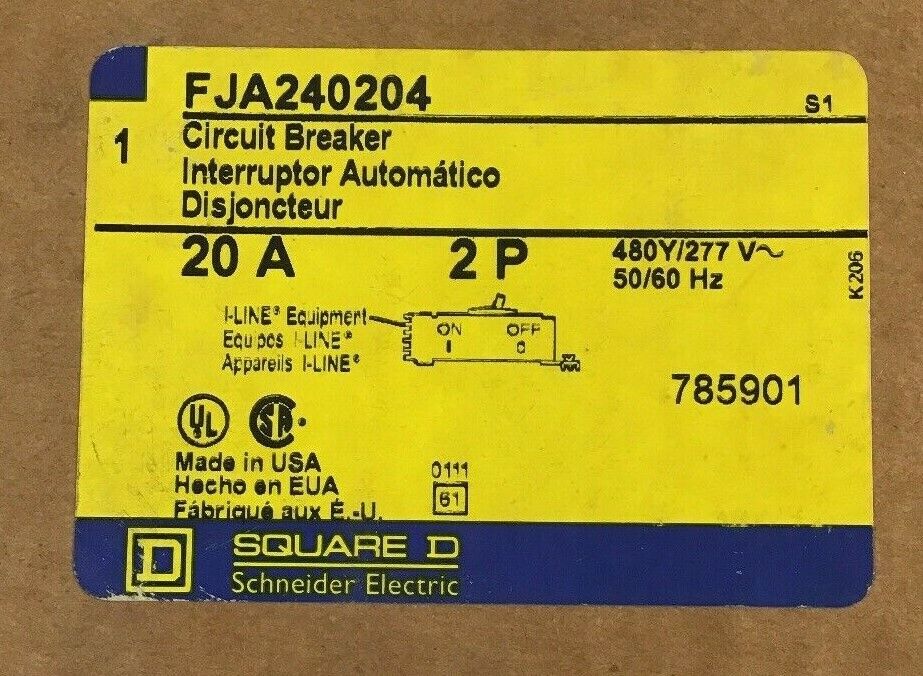 FJA240204
S1
1
Circuit Breaker
Interruptor Automático
Disjoncteur
20 A
2 P
480Y/277 V~
50/60 Hz
K206
I-LINE® Equipment
Equipos I-LINE®
Appareils I-LINE®
ON OFF
I O
785901
UL
SA
Made in USA
Hecho en EUA
Fabriqué aux É.-U.
0111
61
D
SQUARE D
Schneider Electric